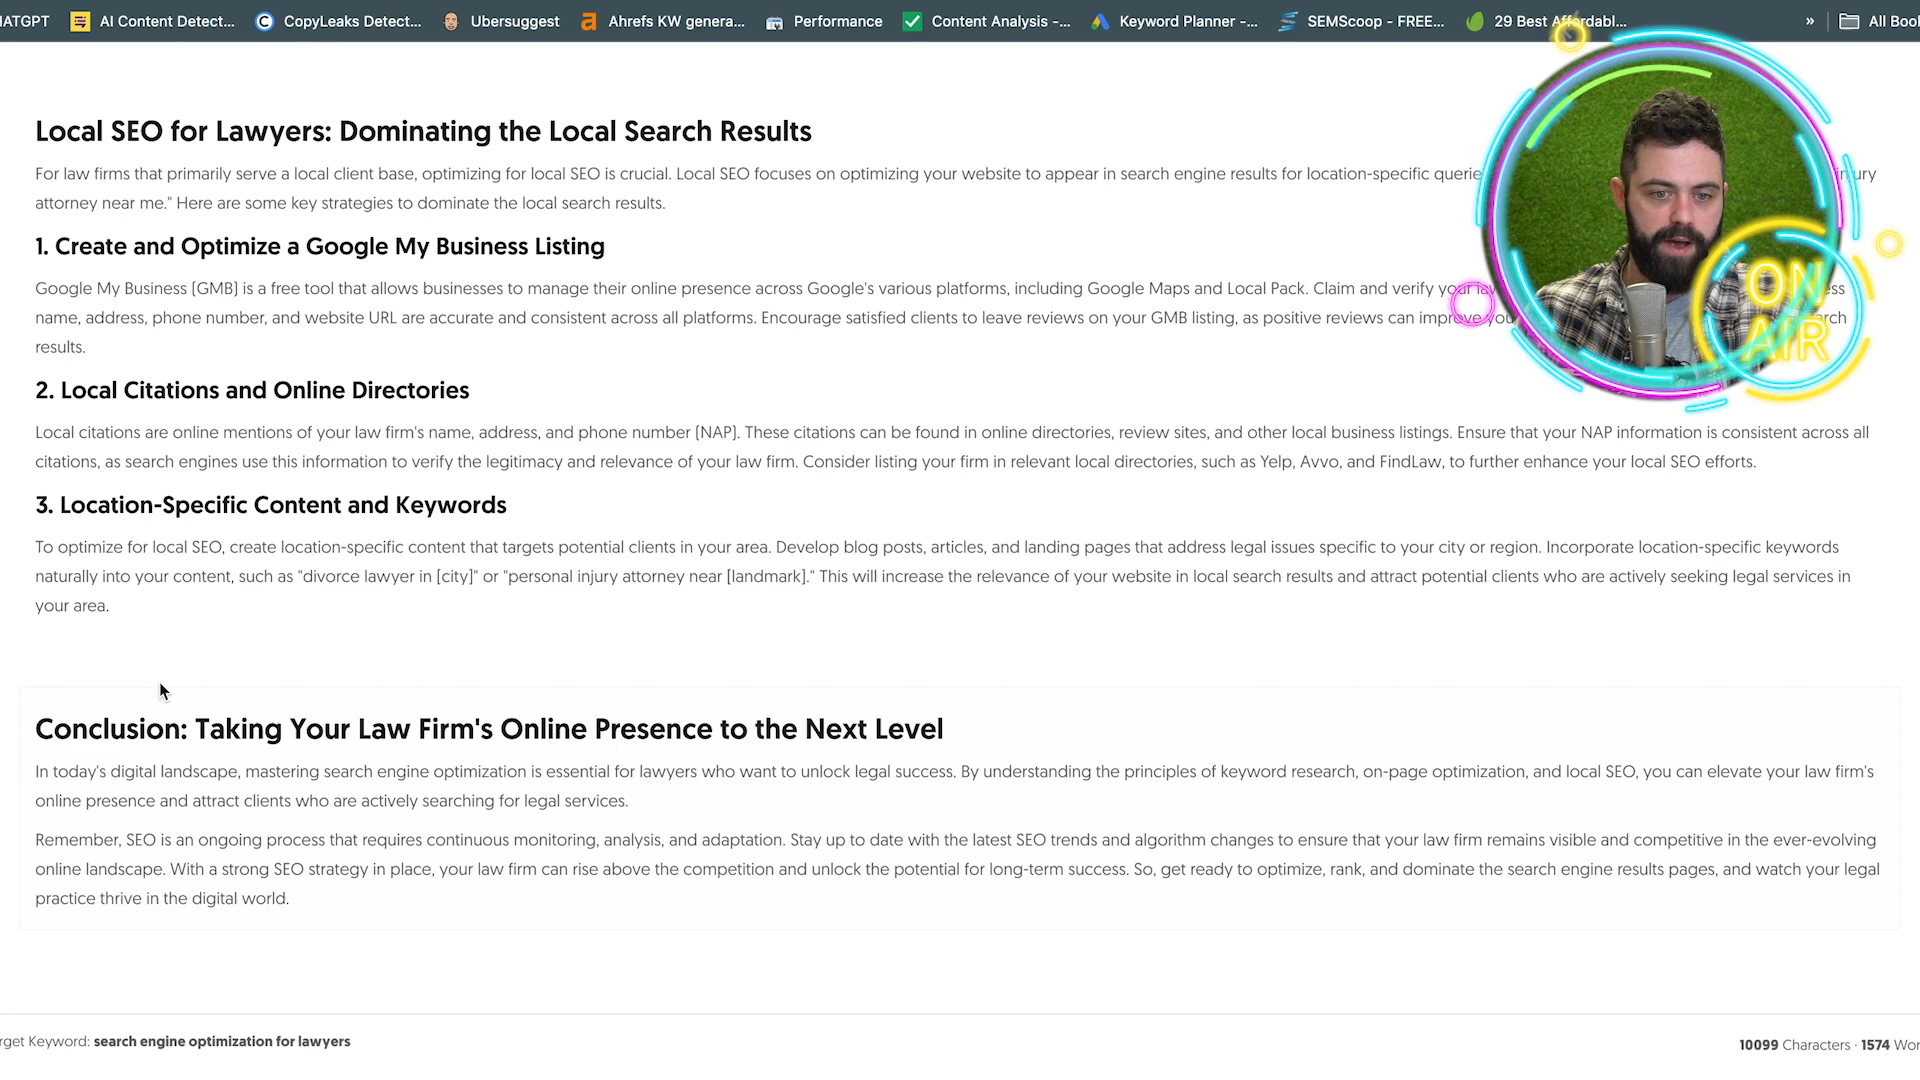 AI Content Detect... CopyLeaks Detect... Ubersuggest Ahrefs KW genera... Performance Content Analysis -... Keyword Planner -... SEMScoop - FREE... 29 Best Affordabl... » All Boo
Local SEO for Lawyers: Dominating the Local Search Results
For law firms that primarily serve a local client base, optimizing for local SEO is crucial. Local SEO focuses on optimizing your website to appear in search engine results for location-specific querie
attorney near me." Here are some key strategies to dominate the local search results.
1. Create and Optimize a Google My Business Listing
Google My Business (GMB) is a free tool that allows businesses to manage their online presence across Google's various platforms, including Google Maps and Local Pack. Claim and verify your
name, address, phone number, and website URL are accurate and consistent across all platforms. Encourage satisfied clients to leave reviews on your GMB listing, as positive reviews can improve
results.
ON
AIR
2. Local Citations and Online Directories
Local citations are online mentions of your law firm's name, address, and phone number (NAP). These citations can be found in online directories, review sites, and other local business listings. Ensure that your NAP information is consistent across all
citations, as search engines use this information to verify the legitimacy and relevance of your law firm. Consider listing your firm in relevant local directories, such as Yelp, Avvo, and FindLaw, to further enhance your local SEO efforts.
3. Location-Specific Content and Keywords
To optimize for local SEO, create location-specific content that targets potential clients in your area. Develop blog posts, articles, and landing pages that address legal issues specific to your city or region. Incorporate location-specific keywords
naturally into your content, such as "divorce lawyer in [city]" or "personal injury attorney near [landmark]." This will increase the relevance of your website in local search results and attract potential clients who are actively seeking legal services in
your area.
Conclusion: Taking Your Law Firm's Online Presence to the Next Level
In today's digital landscape, mastering search engine optimization is essential for lawyers who want to unlock legal success. By understanding the principles of keyword research, on-page optimization, and local SEO, you can elevate your law firm's
online presence and attract clients who are actively searching for legal services.
Remember, SEO is an ongoing process that requires continuous monitoring, analysis, and adaptation. Stay up to date with the latest SEO trends and algorithm changes to ensure that your law firm remains visible and competitive in the ever-evolving
online landscape. With a strong SEO strategy in place, your law firm can rise above the competition and unlock the potential for long-term success. So, get ready to optimize, rank, and dominate the search engine results pages, and watch your legal
practice thrive in the digital world.
rget Keyword: search engine optimization for lawyers
10099 Characters · 1574 Wor